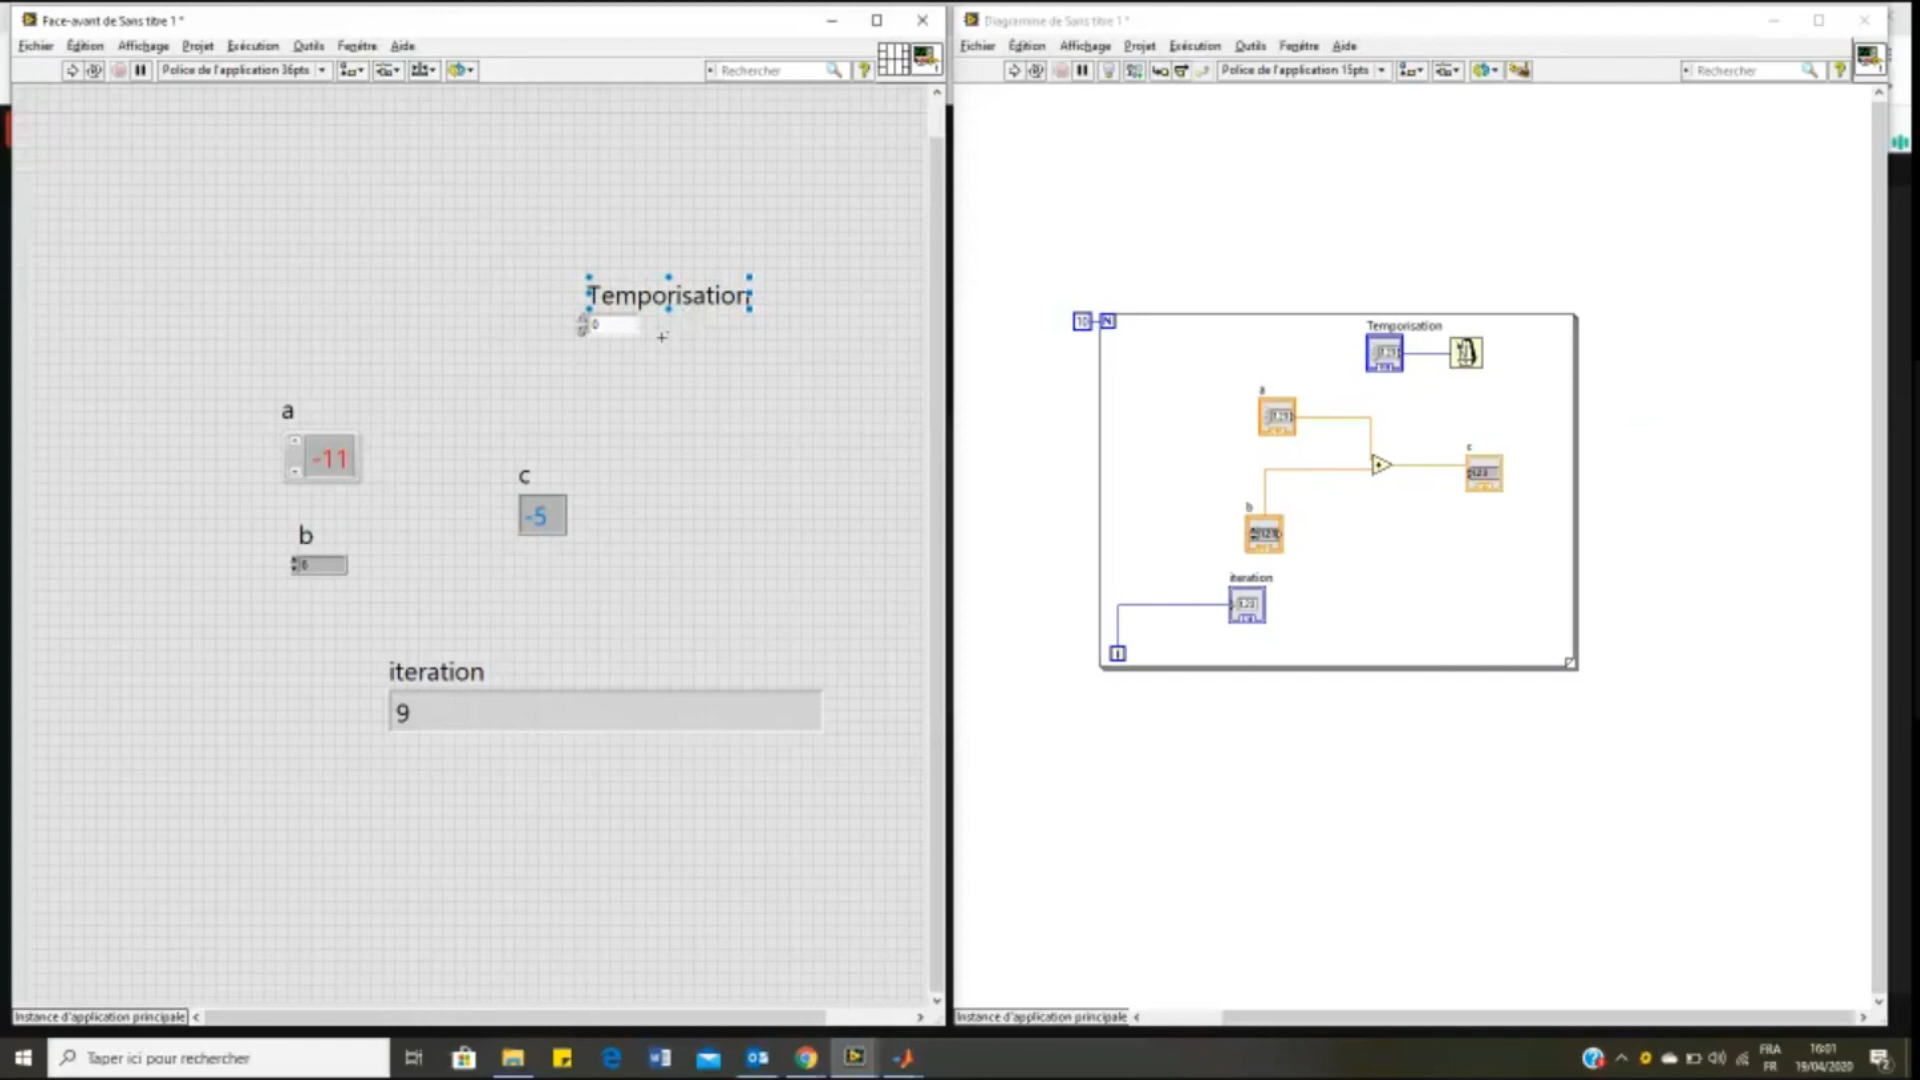 Face-avant de Sans titre 1 *
Fichier Édition Affichage Projet Exécution Outils Fenêtre Aide
Police de l'application 36pts
Rechercher
?
Temporisation
0
a
-11
c
-5
b
6
iteration
9
Instance d'application principale
Diagramme de Sans titre 1 *
Fichier Édition Affichage Projet Exécution Outils Fenêtre Aide
Police de l'application 15pts
Rechercher
?
10 N
Temporisation
a
c
b
iteration
i
Instance d'application principale
Taper ici pour rechercher
FRA
FR
16:01
19/04/2020
2